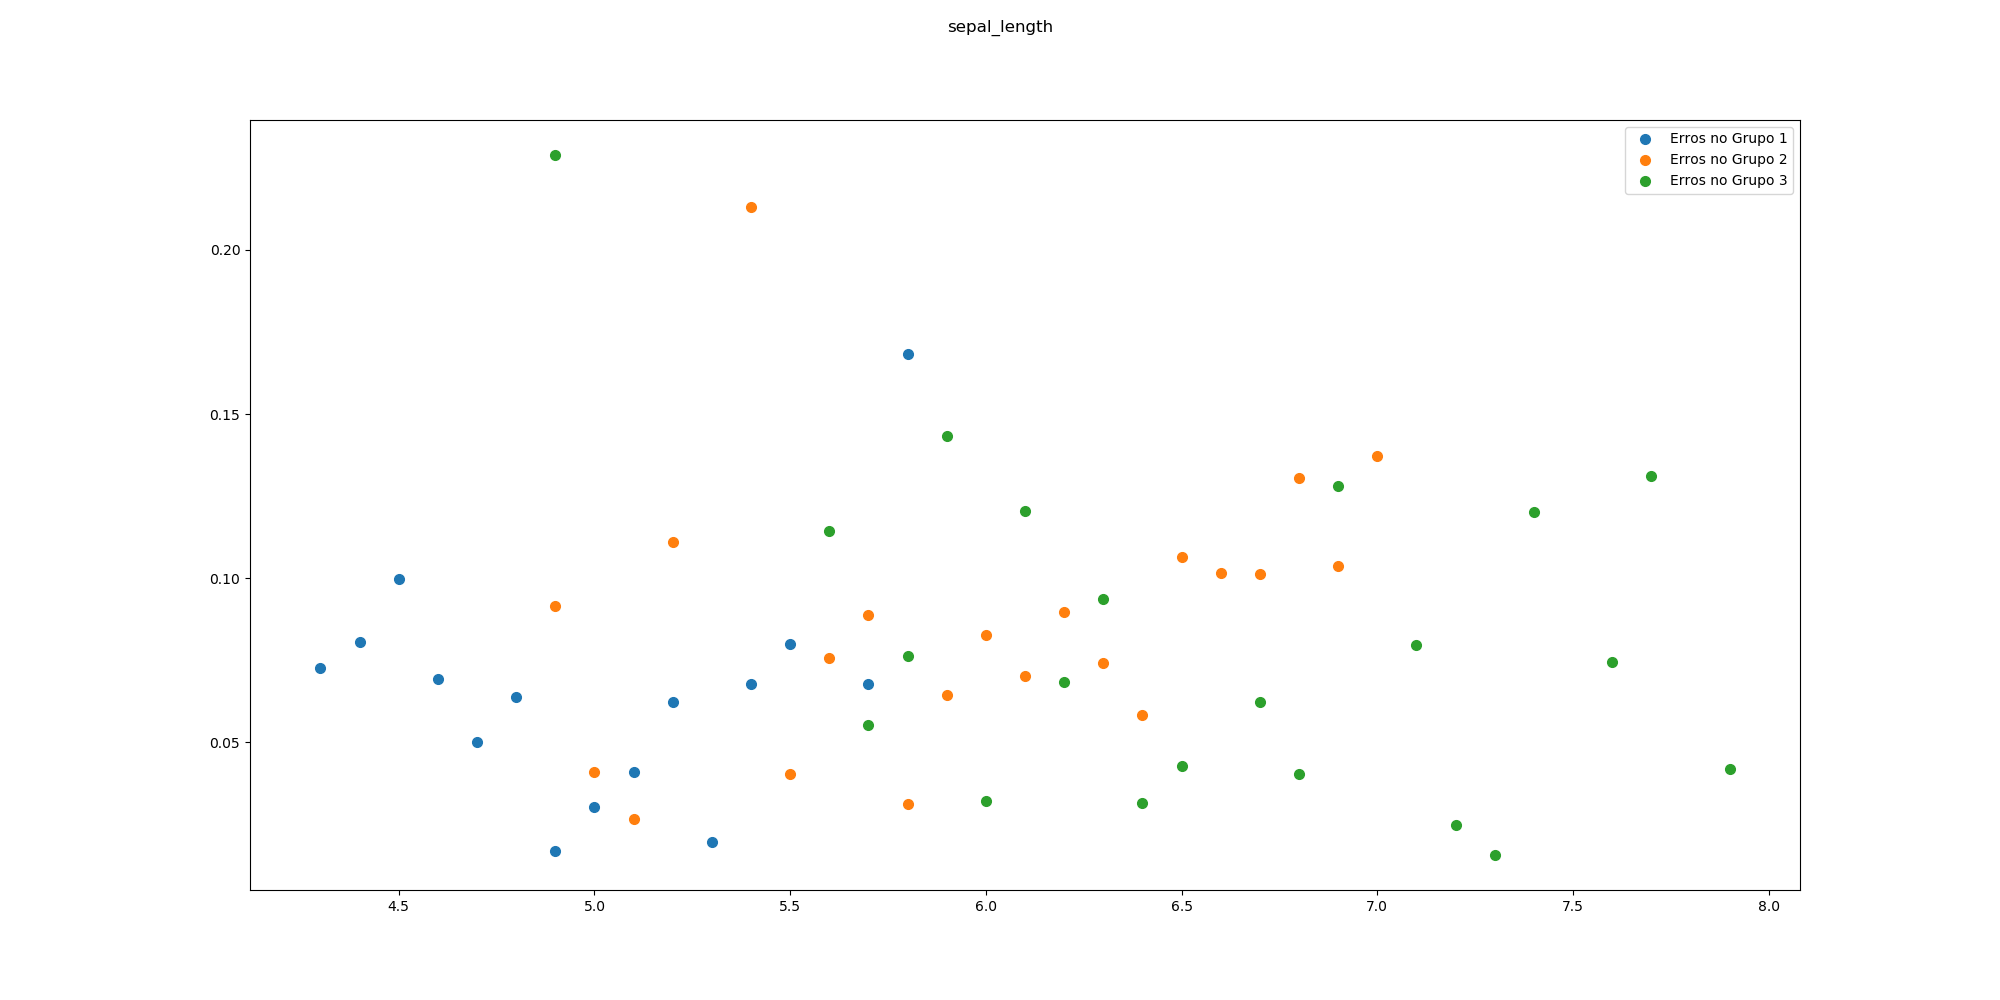 sepal_length
Erros no Grupo 1
Erros no Grupo 2
Erros no Grupo 3
0.20
0.15
0.10
0.05
4.5 5.0 5.5 6.0 6.5 7.0 7.5 8.0